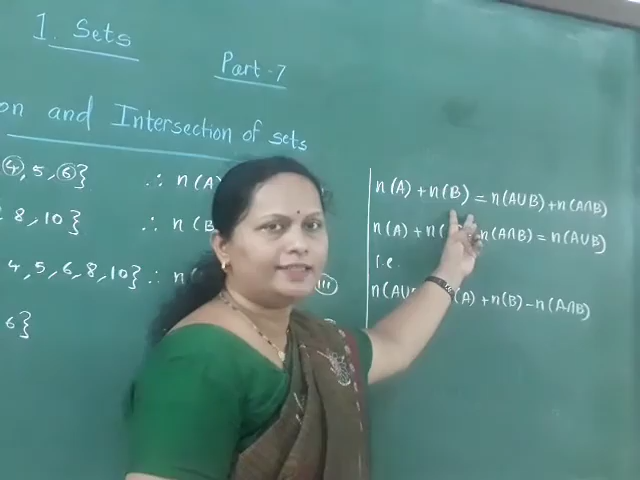 1. Sets
Part-7
and Intersection of sets
④, 5, ⑥}
∴ n(A)
8, 10}
∴ n(B
4, 5, 6, 8, 10}
∴ n(
6}
n(A) + n(B) = n(A∪B) + n(A∩B)
n(A) + n( n(A∩B) = n(A∪B)
i.e.
n(A∪ (A) + n(B) - n(A∩B)